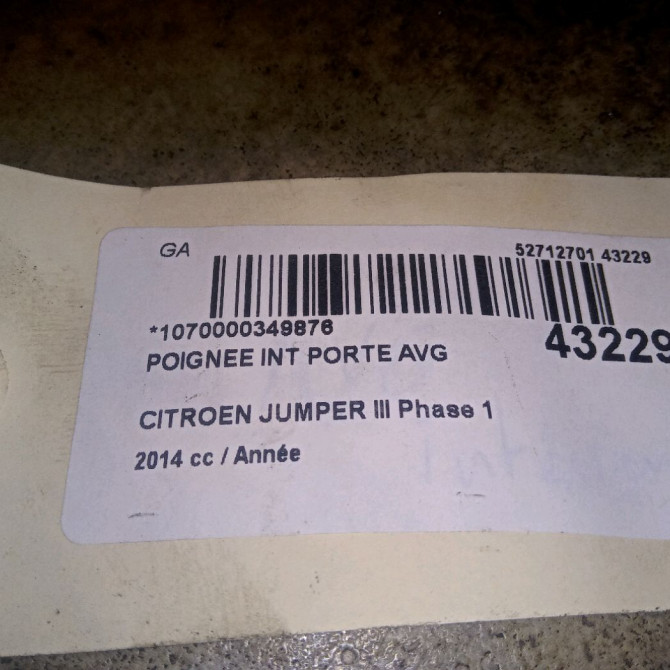 GA
52712701 43229
*1070000349876
43229
POIGNEE INT PORTE AVG
CITROEN JUMPER III Phase 1
2014 cc / Année